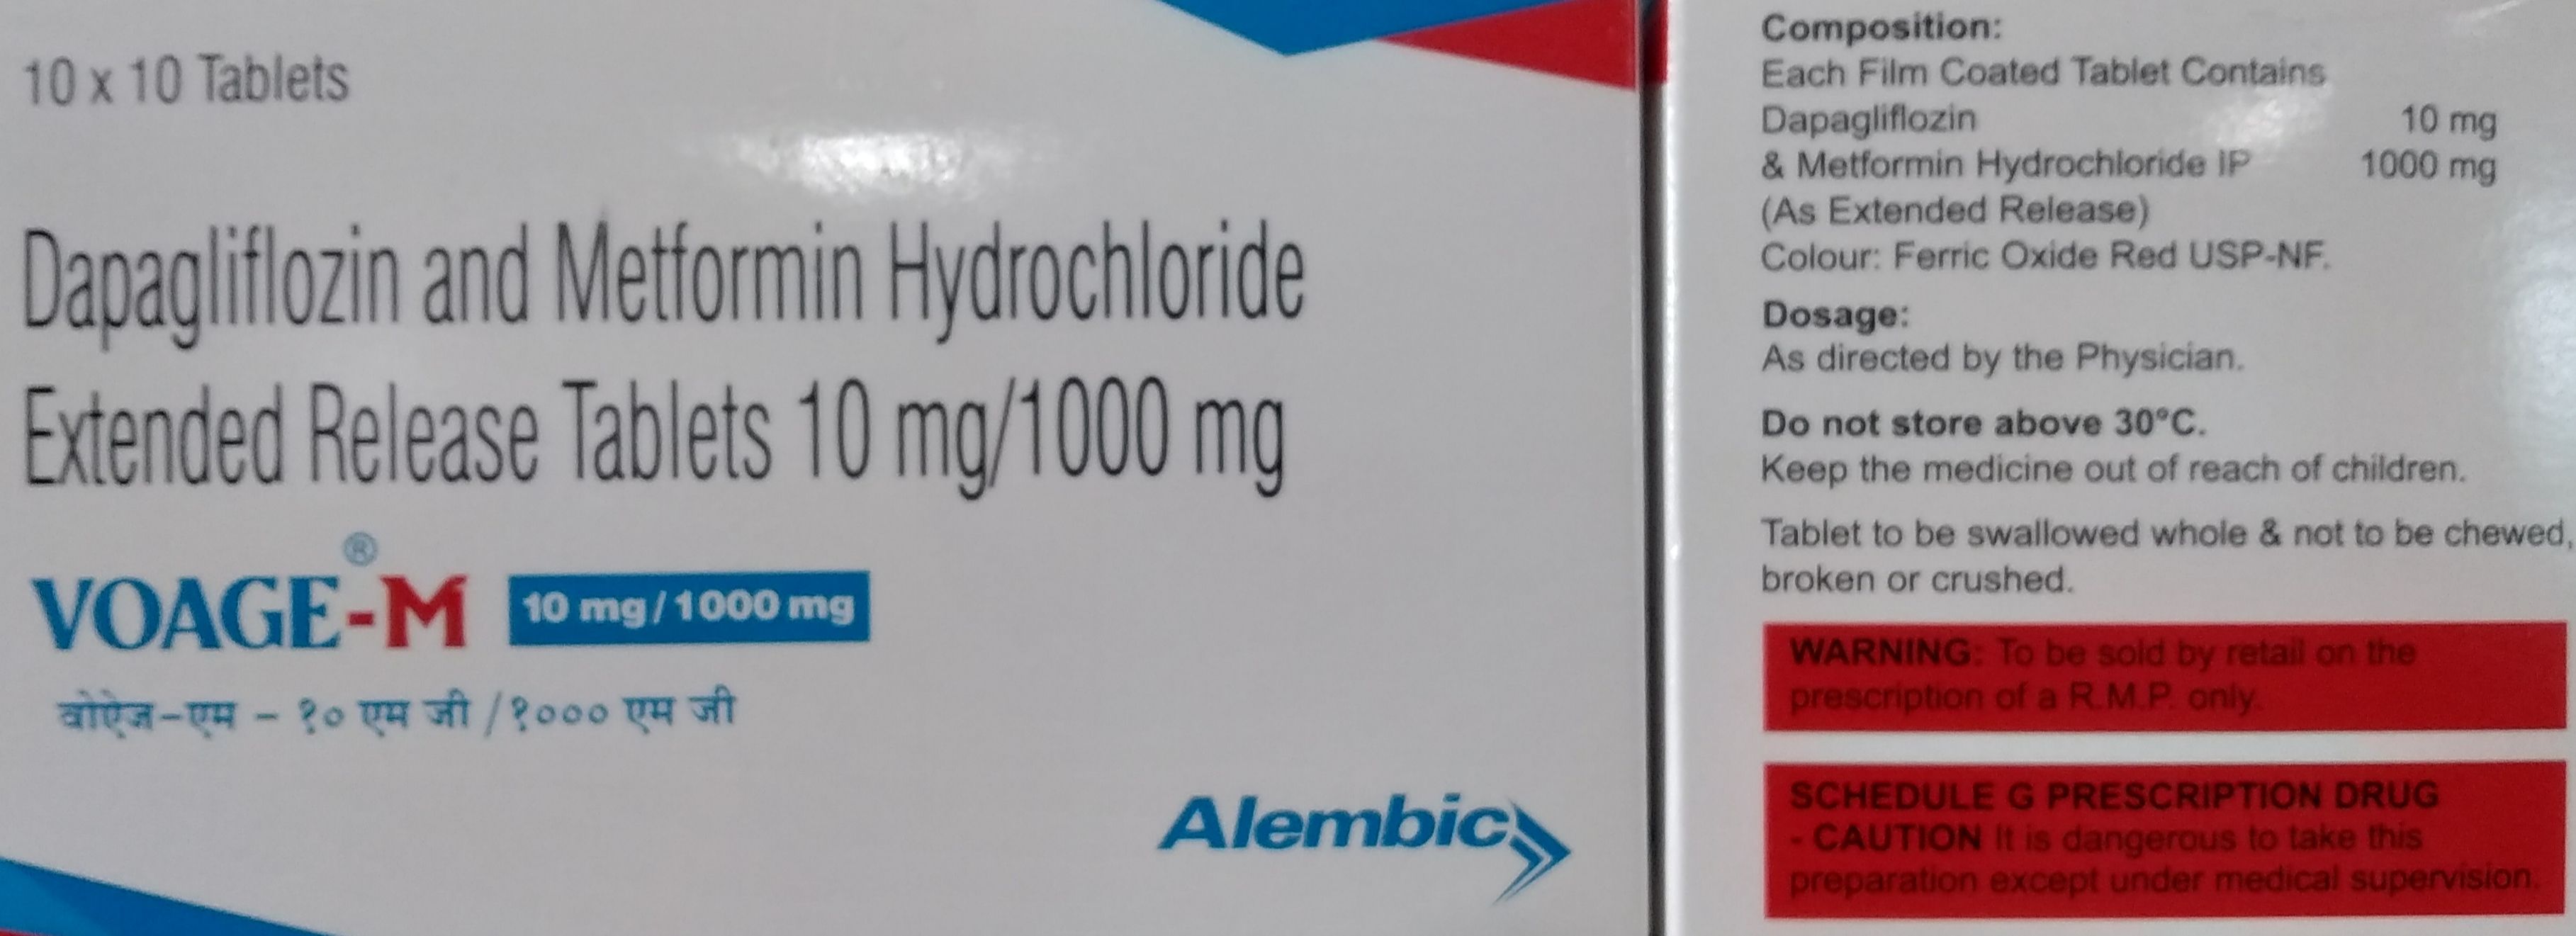 10 x 10 Tablets
Dapagliflozin and Metformin Hydrochloride
Extended Release Tablets 10 mg/1000 mg
VOAGE-M® 10 mg/1000 mg
वोऐज-एम - १० एम जी /१००० एम जी
Alembic
Composition:
Each Film Coated Tablet Contains
Dapagliflozin 10 mg
& Metformin Hydrochloride IP 1000 mg
(As Extended Release)
Colour: Ferric Oxide Red USP-NF.
Dosage:
As directed by the Physician.
Do not store above 30°C.
Keep the medicine out of reach of children.
Tablet to be swallowed whole & not to be chewed,
broken or crushed.
WARNING: To be sold by retail on the
prescription of a R.M.P. only.
SCHEDULE G PRESCRIPTION DRUG
- CAUTION It is dangerous to take this
preparation except under medical supervision.